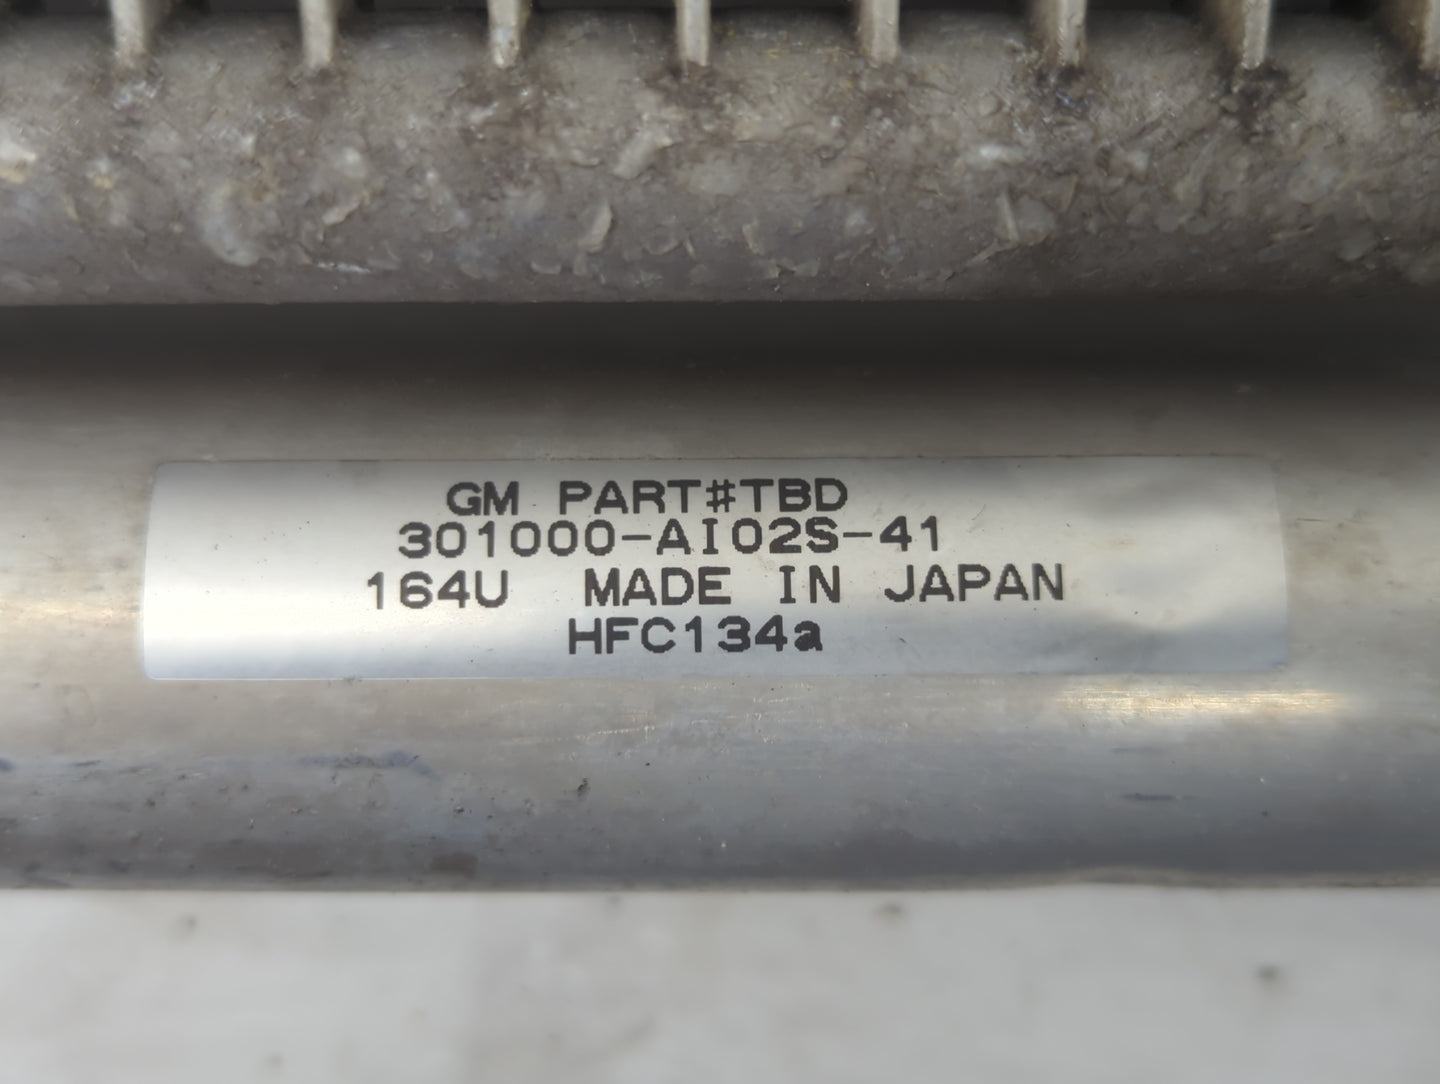 GM PART#TBD
301000-AI02S-41
164U MADE IN JAPAN
HFC134a